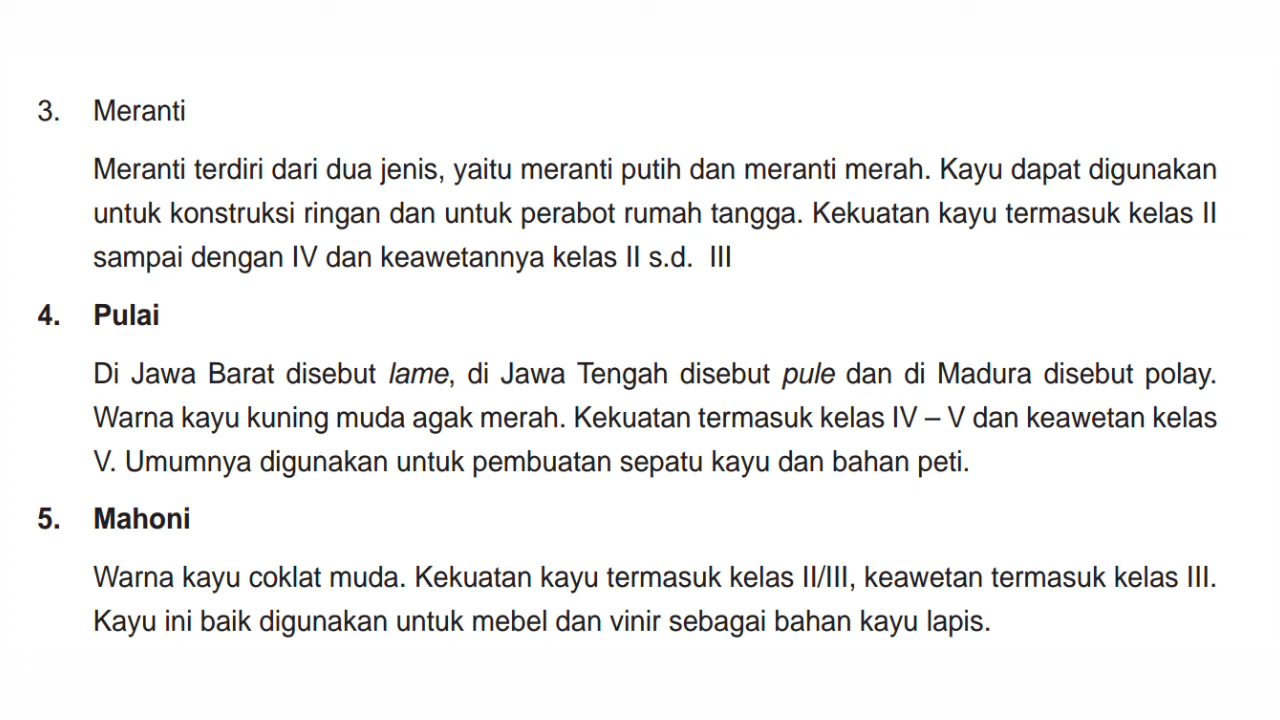 3. Meranti
Meranti terdiri dari dua jenis, yaitu meranti putih dan meranti merah. Kayu dapat digunakan
untuk konstruksi ringan dan untuk perabot rumah tangga. Kekuatan kayu termasuk kelas II
sampai dengan IV dan keawetannya kelas II s.d. III
4. Pulai
Di Jawa Barat disebut lame, di Jawa Tengah disebut pule dan di Madura disebut polay.
Warna kayu kuning muda agak merah. Kekuatan termasuk kelas IV – V dan keawetan kelas
V. Umumnya digunakan untuk pembuatan sepatu kayu dan bahan peti.
5. Mahoni
Warna kayu coklat muda. Kekuatan kayu termasuk kelas II/III, keawetan termasuk kelas III.
Kayu ini baik digunakan untuk mebel dan vinir sebagai bahan kayu lapis.